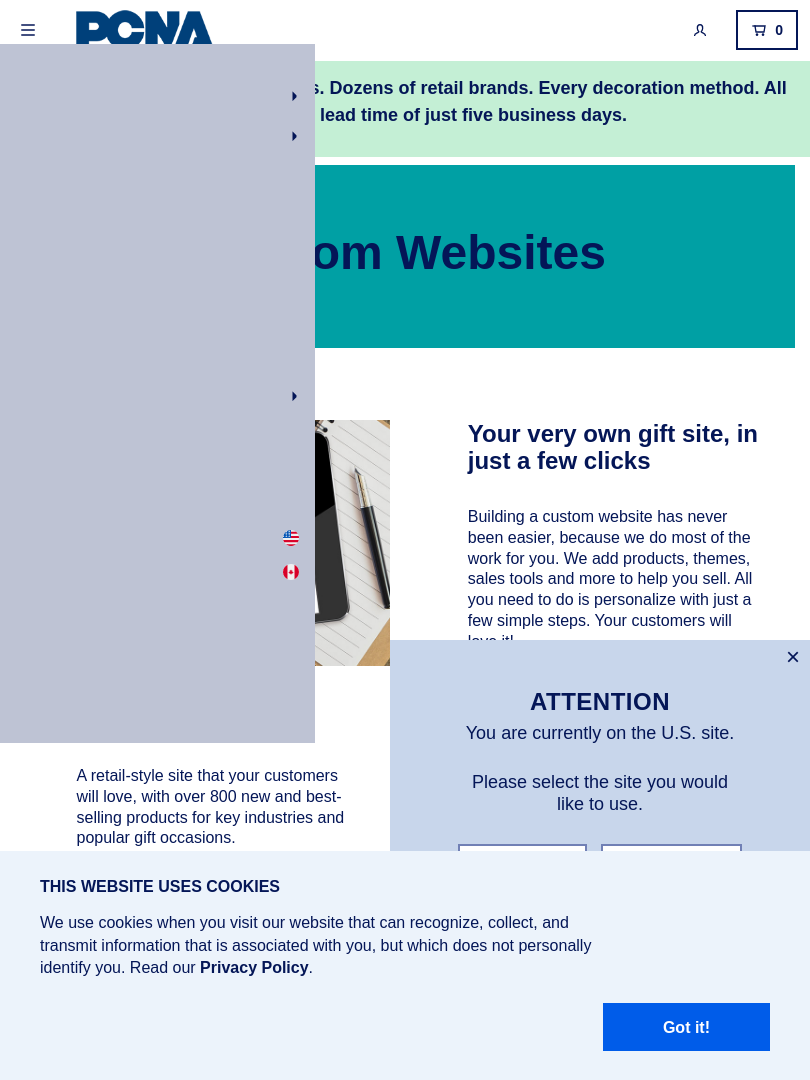 PCNA
0
s. Dozens of retail brands. Every decoration method. All
lead time of just five business days.
om Websites
Your very own gift site, in
just a few clicks
Building a custom website has never
been easier, because we do most of the
work for you. We add products, themes,
sales tools and more to help you sell. All
you need to do is personalize with just a
few simple steps. Your customers will
love it!
ATTENTION
You are currently on the U.S. site.
Please select the site you would
like to use.
A retail-style site that your customers
will love, with over 800 new and best-
selling products for key industries and
popular gift occasions.
THIS WEBSITE USES COOKIES
We use cookies when you visit our website that can recognize, collect, and
transmit information that is associated with you, but which does not personally
identify you. Read our Privacy Policy.
Got it!